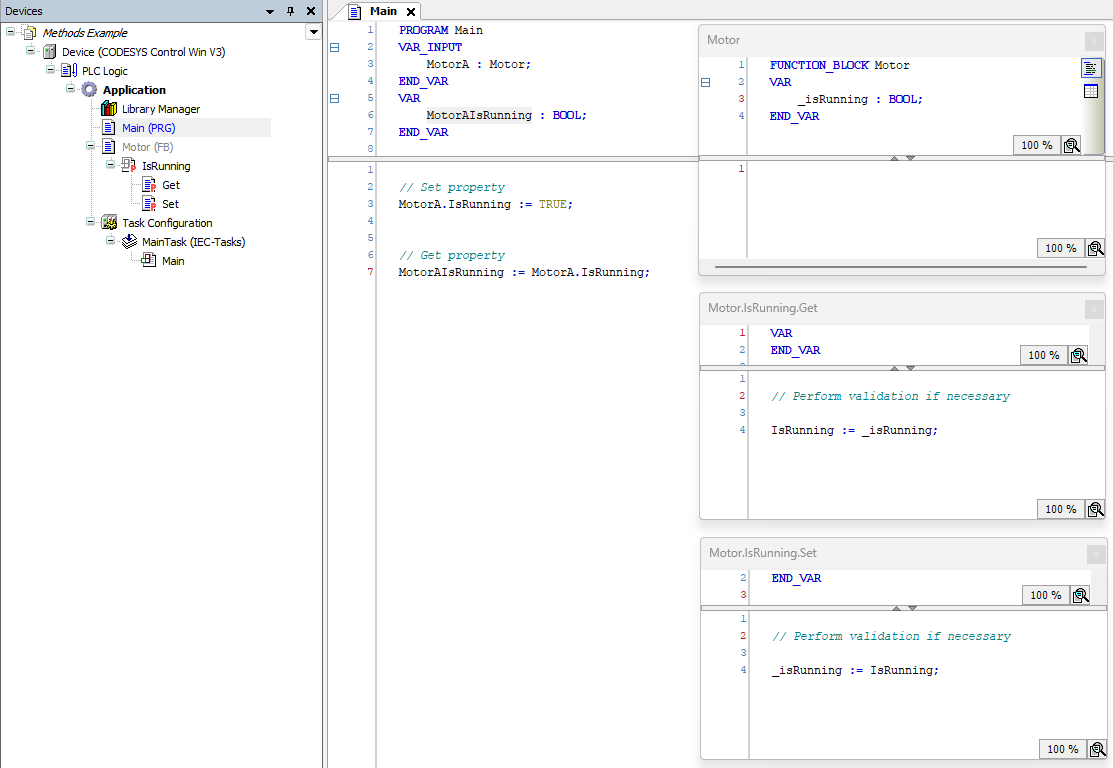 Devices
Methods Example
Device (CODESYS Control Win V3)
PLC Logic
Application
Library Manager
Main (PRG)
Motor (FB)
IsRunning
Get
Set
Task Configuration
MainTask (IEC-Tasks)
Main
Main
1 PROGRAM Main
2 VAR_INPUT
3 MotorA : Motor;
4 END_VAR
5 VAR
6 MotorAIsRunning : BOOL;
7 END_VAR
8
1
2 // Set property
3 MotorA.IsRunning := TRUE;
4
5
6 // Get property
7 MotorAIsRunning := MotorA.IsRunning;
Motor
1 FUNCTION_BLOCK Motor
2 VAR
3 _isRunning : BOOL;
4 END_VAR
100 %
1
100 %
Motor.IsRunning.Get
1 VAR
2 END_VAR
100 %
1
2 // Perform validation if necessary
3
4 IsRunning := _isRunning;
100 %
Motor.IsRunning.Set
2 END_VAR
3
100 %
1
2 // Perform validation if necessary
3
4 _isRunning := IsRunning;
100 %